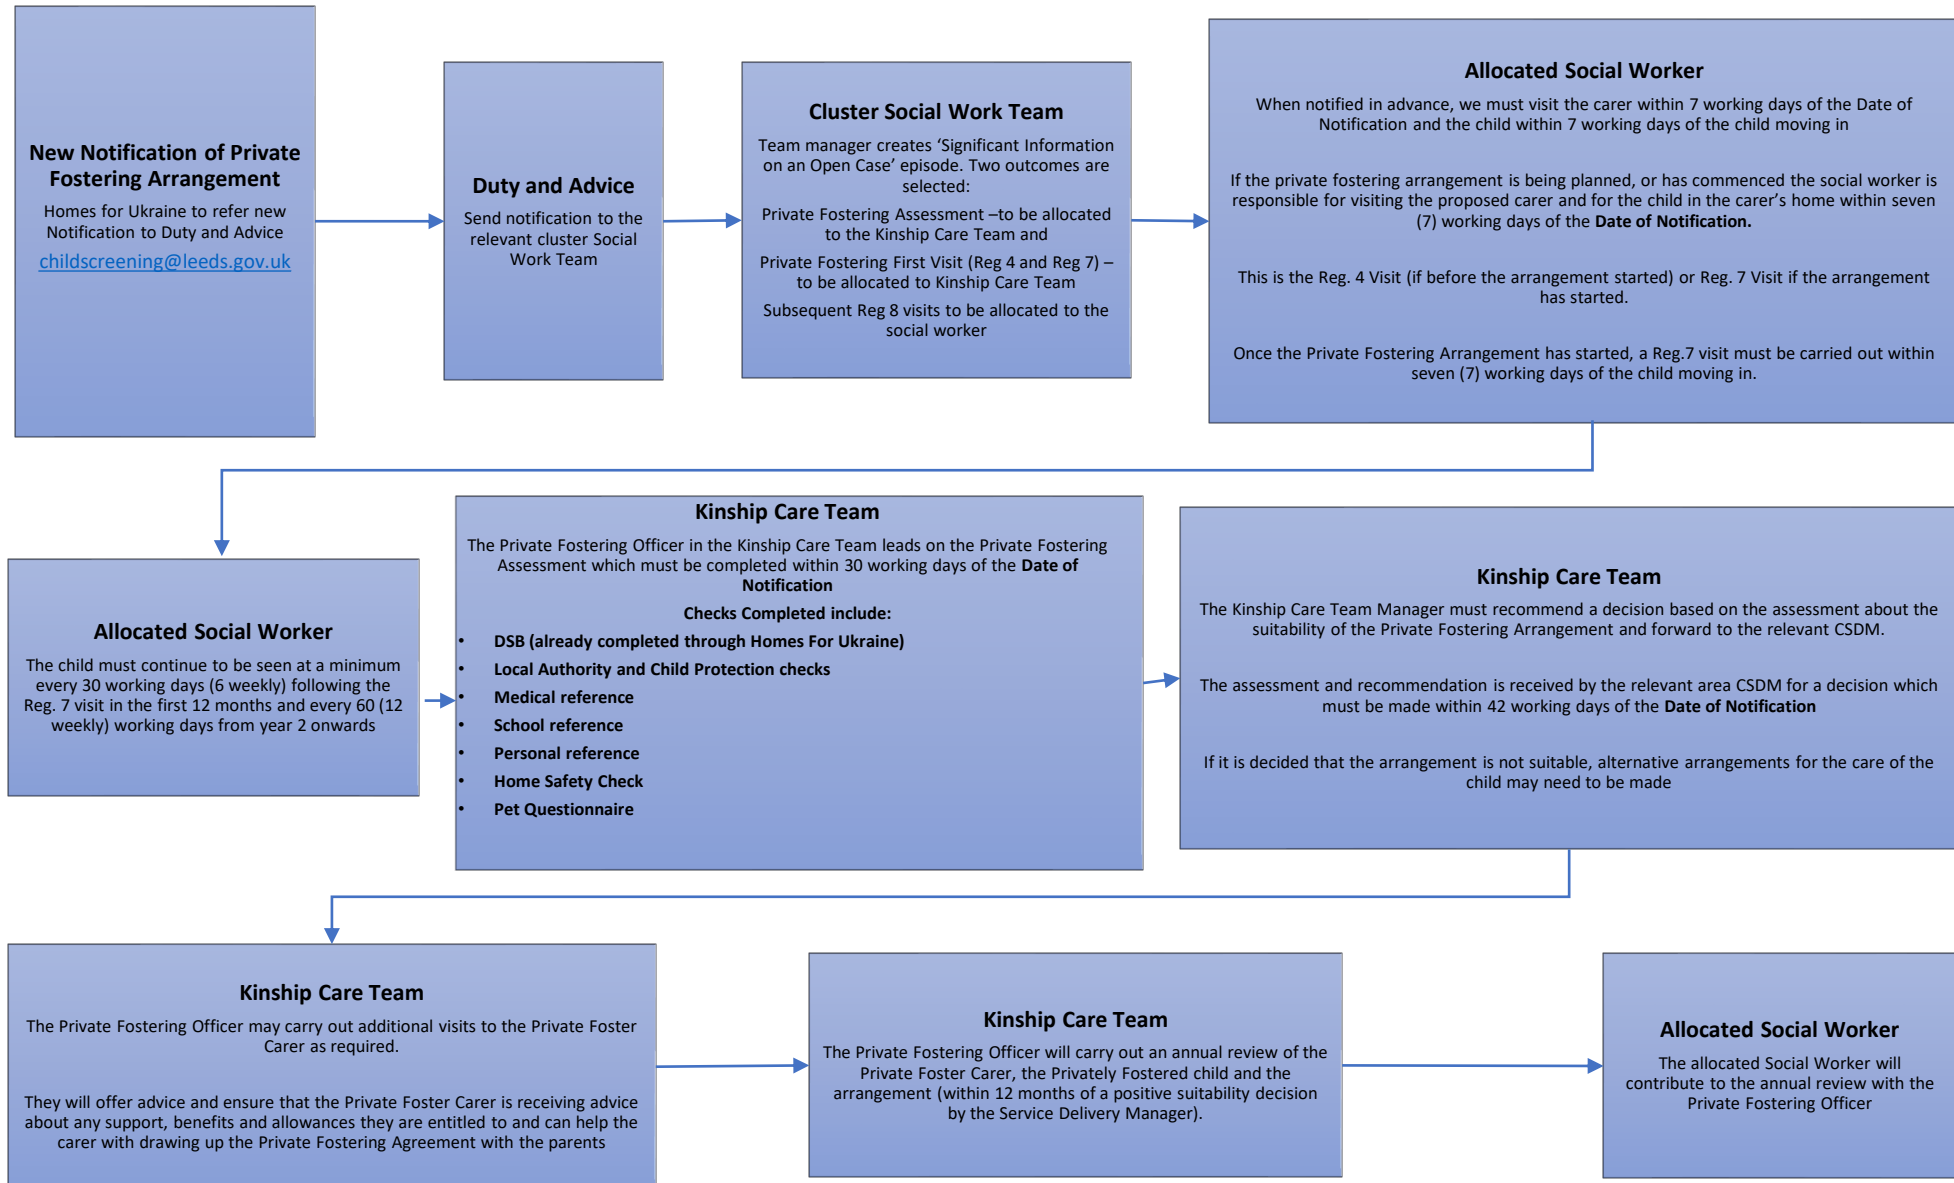 New Notification of Private
Fostering Arrangement
Homes for Ukraine to refer new
Notification to Duty and Advice
childscreening@leeds.gov.uk
Duty and Advice
Send notification to the
relevant cluster Social
Work Team
Cluster Social Work Team
Team manager creates ‘Significant Information
on an Open Case’ episode. Two outcomes are
selected:
Private Fostering Assessment –to be allocated
to the Kinship Care Team and
Private Fostering First Visit (Reg 4 and Reg 7) –
to be allocated to Kinship Care Team
Subsequent Reg 8 visits to be allocated to the
social worker
Allocated Social Worker
When notified in advance, we must visit the carer within 7 working days of the Date of
Notification and the child within 7 working days of the child moving in
If the private fostering arrangement is being planned, or has commenced the social worker is
responsible for visiting the proposed carer and for the child in the carer’s home within seven
(7) working days of the Date of Notification.
This is the Reg. 4 Visit (if before the arrangement started) or Reg. 7 Visit if the arrangement
has started.
Once the Private Fostering Arrangement has started, a Reg.7 visit must be carried out within
seven (7) working days of the child moving in.
Allocated Social Worker
The child must continue to be seen at a minimum
every 30 working days (6 weekly) following the
Reg. 7 visit in the first 12 months and every 60 (12
weekly) working days from year 2 onwards
Kinship Care Team
The Private Fostering Officer in the Kinship Care Team leads on the Private Fostering
Assessment which must be completed within 30 working days of the Date of
Notification
Checks Completed include:
• DSB (already completed through Homes For Ukraine)
• Local Authority and Child Protection checks
• Medical reference
• School reference
• Personal reference
• Home Safety Check
• Pet Questionnaire
Kinship Care Team
The Kinship Care Team Manager must recommend a decision based on the assessment about the
suitability of the Private Fostering Arrangement and forward to the relevant CSDM.
The assessment and recommendation is received by the relevant area CSDM for a decision which
must be made within 42 working days of the Date of Notification
If it is decided that the arrangement is not suitable, alternative arrangements for the care of the
child may need to be made
Kinship Care Team
The Private Fostering Officer may carry out additional visits to the Private Foster
Carer as required.
They will offer advice and ensure that the Private Foster Carer is receiving advice
about any support, benefits and allowances they are entitled to and can help the
carer with drawing up the Private Fostering Agreement with the parents
Kinship Care Team
The Private Fostering Officer will carry out an annual review of the
Private Foster Carer, the Privately Fostered child and the
arrangement (within 12 months of a positive suitability decision
by the Service Delivery Manager).
Allocated Social Worker
The allocated Social Worker will
contribute to the annual review with the
Private Fostering Officer